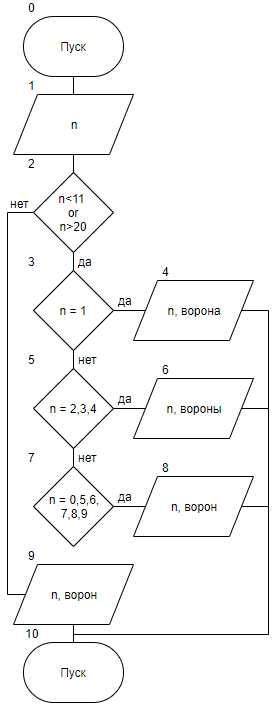 0
Пуск
1
n
2
n<11
or
n>20
нет
да
3
n = 1
да
4
n, ворона
нет
5
n = 2,3,4
да
6
n, вороны
нет
7
n = 0,5,6,
7,8,9
да
8
n, ворон
9
n, ворон
10
Пуск